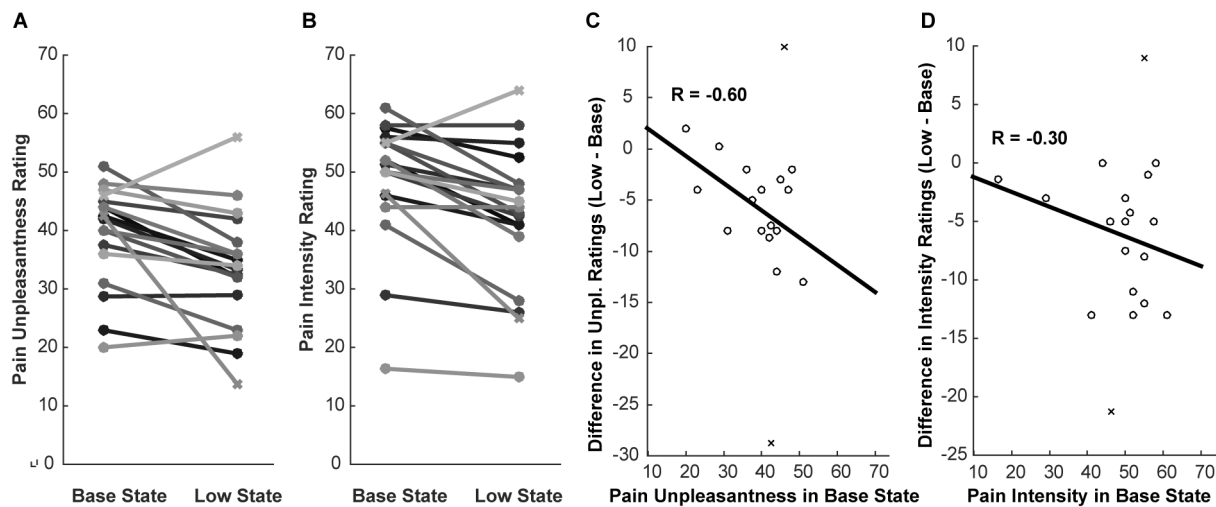 A
B
C
D
Pain Unpleasantness Rating
70
60
50
40
30
20
10
0
Base State Low State
Pain Intensity Rating
70
60
50
40
30
20
10
0
Base State Low State
Difference in Unpl. Ratings (Low - Base)
10
5
0
-5
-10
-15
-20
-25
-30
R = -0.60
10 20 30 40 50 60 70
Pain Unpleasantness in Base State
Difference in Intensity Ratings (Low - Base)
10
5
0
-5
-10
-15
-20
-25
R = -0.30
10 20 30 40 50 60 70
Pain Intensity in Base State